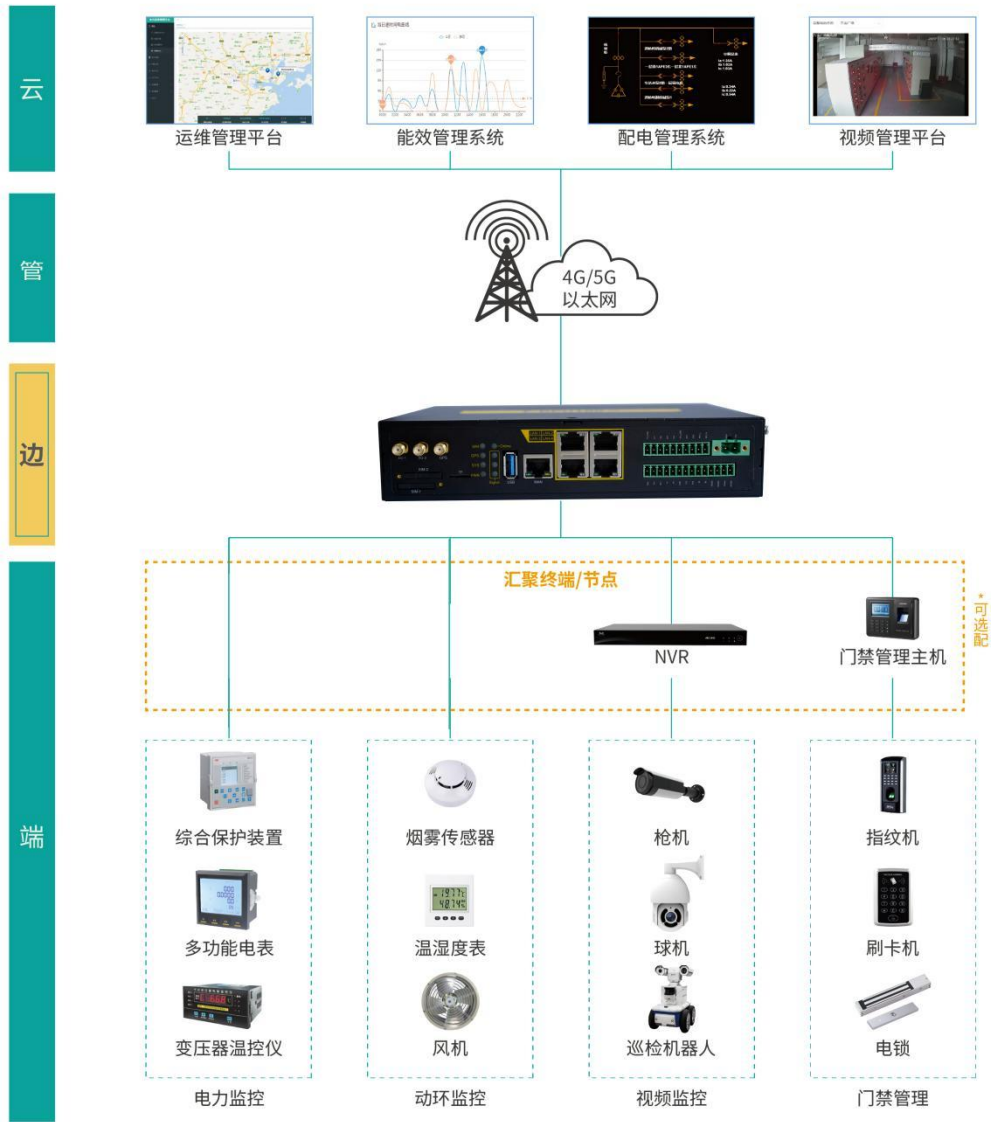 云
运维管理平台
能效管理系统
配电管理系统
视频管理平台
管
4G/5G
以太网
边
USB
WAN
端
汇聚终端/节点
*可选配
NVR
门禁管理主机
综合保护装置
烟雾传感器
枪机
指纹机
多功能电表
温湿度表
球机
刷卡机
变压器温控仪
风机
巡检机器人
电锁
电力监控
动环监控
视频监控
门禁管理